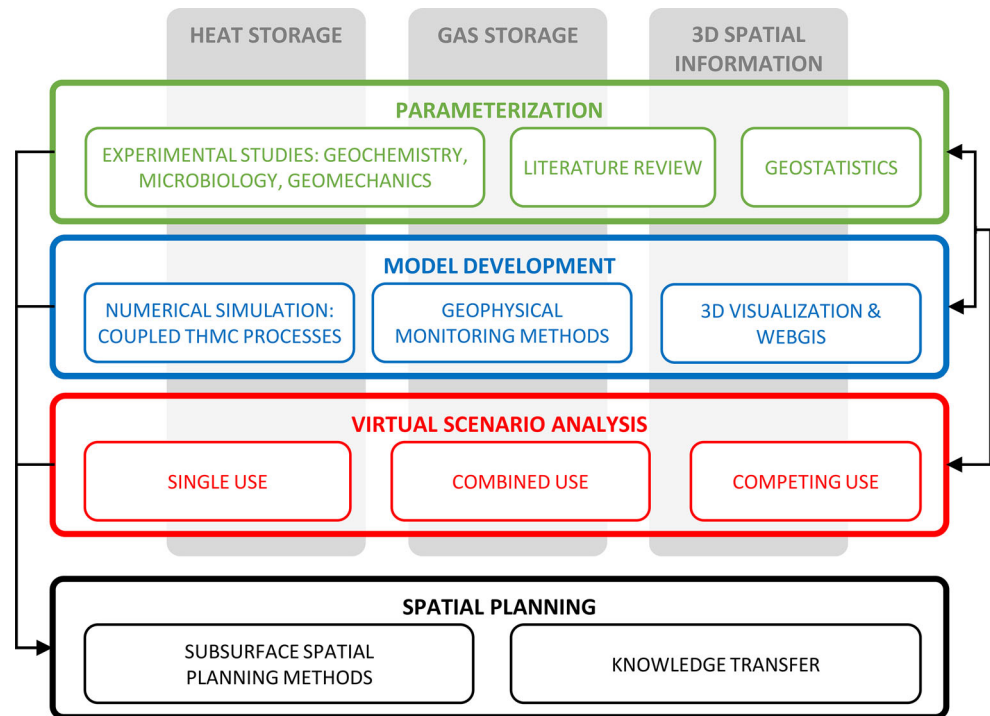 HEAT STORAGE
GAS STORAGE
3D SPATIAL
INFORMATION
PARAMETERIZATION
EXPERIMENTAL STUDIES: GEOCHEMISTRY,
MICROBIOLOGY, GEOMECHANICS
LITERATURE REVIEW
GEOSTATISTICS
MODEL DEVELOPMENT
NUMERICAL SIMULATION:
COUPLED THMC PROCESSES
GEOPHYSICAL
MONITORING METHODS
3D VISUALIZATION &
WEBGIS
VIRTUAL SCENARIO ANALYSIS
SINGLE USE
COMBINED USE
COMPETING USE
SPATIAL PLANNING
SUBSURFACE SPATIAL
PLANNING METHODS
KNOWLEDGE TRANSFER